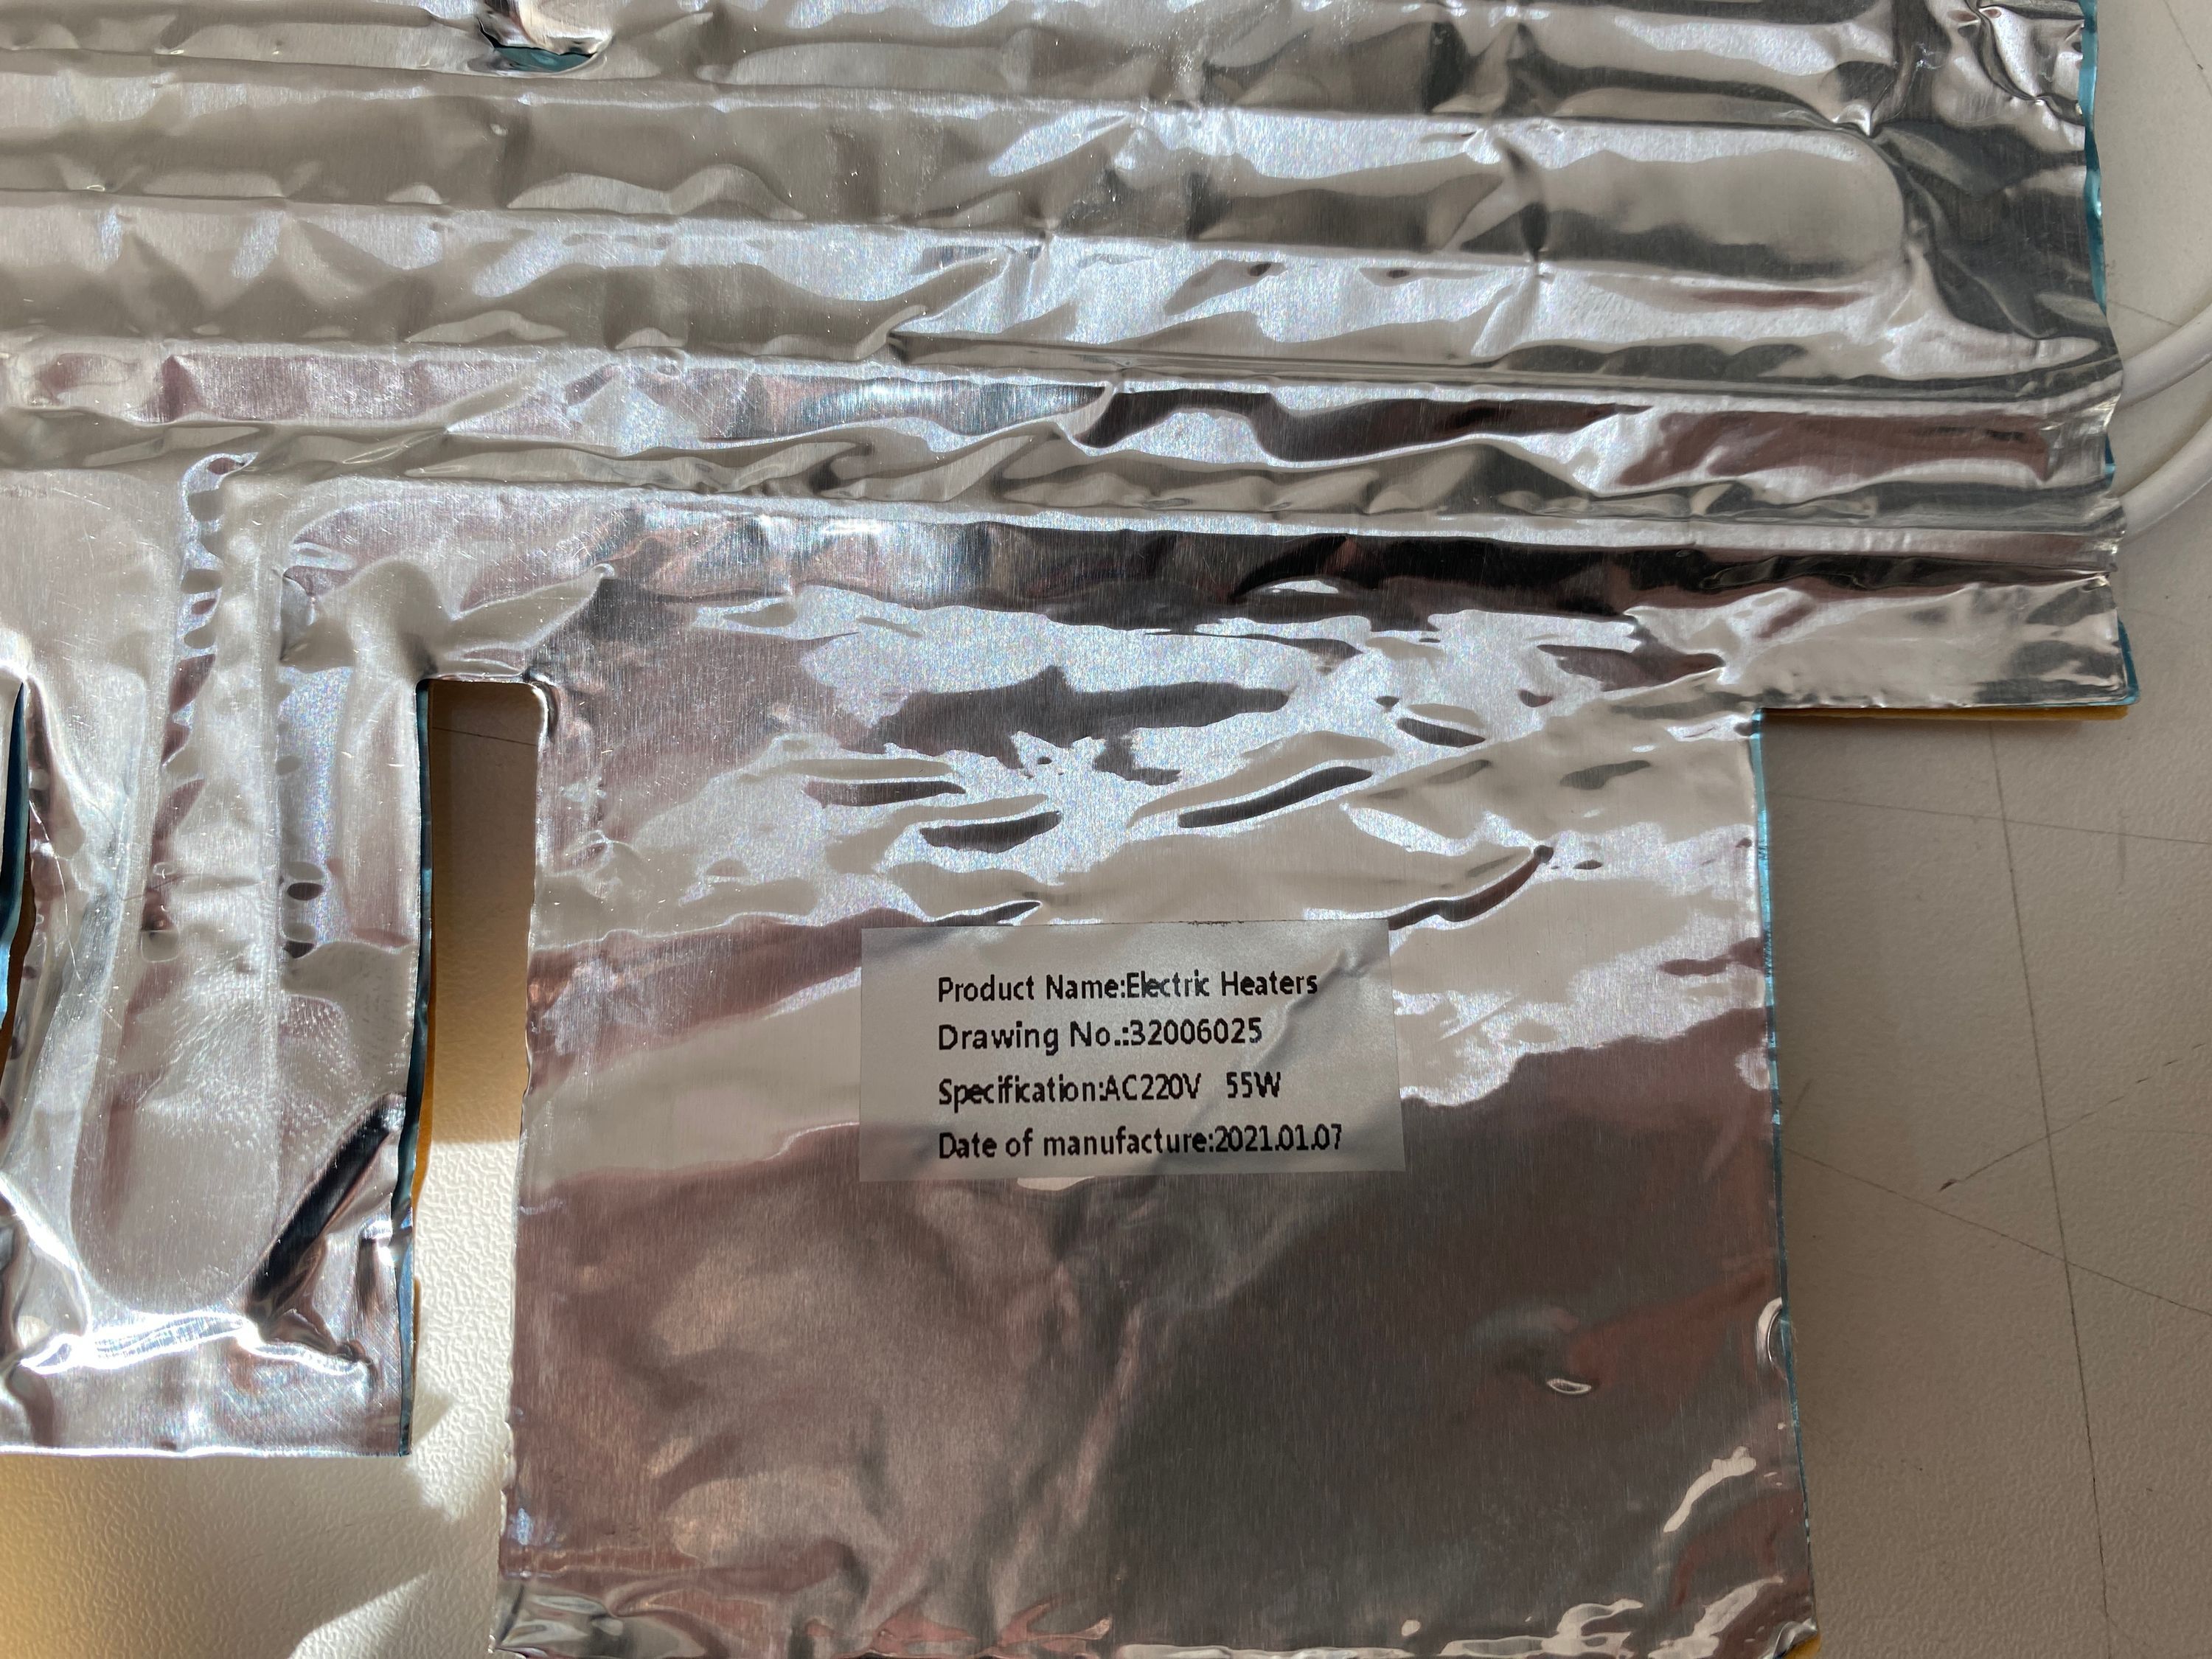 Product Name:Electric Heaters
Drawing No.:32006025
Specification:AC220V 55W
Date of manufacture:2021.01.07